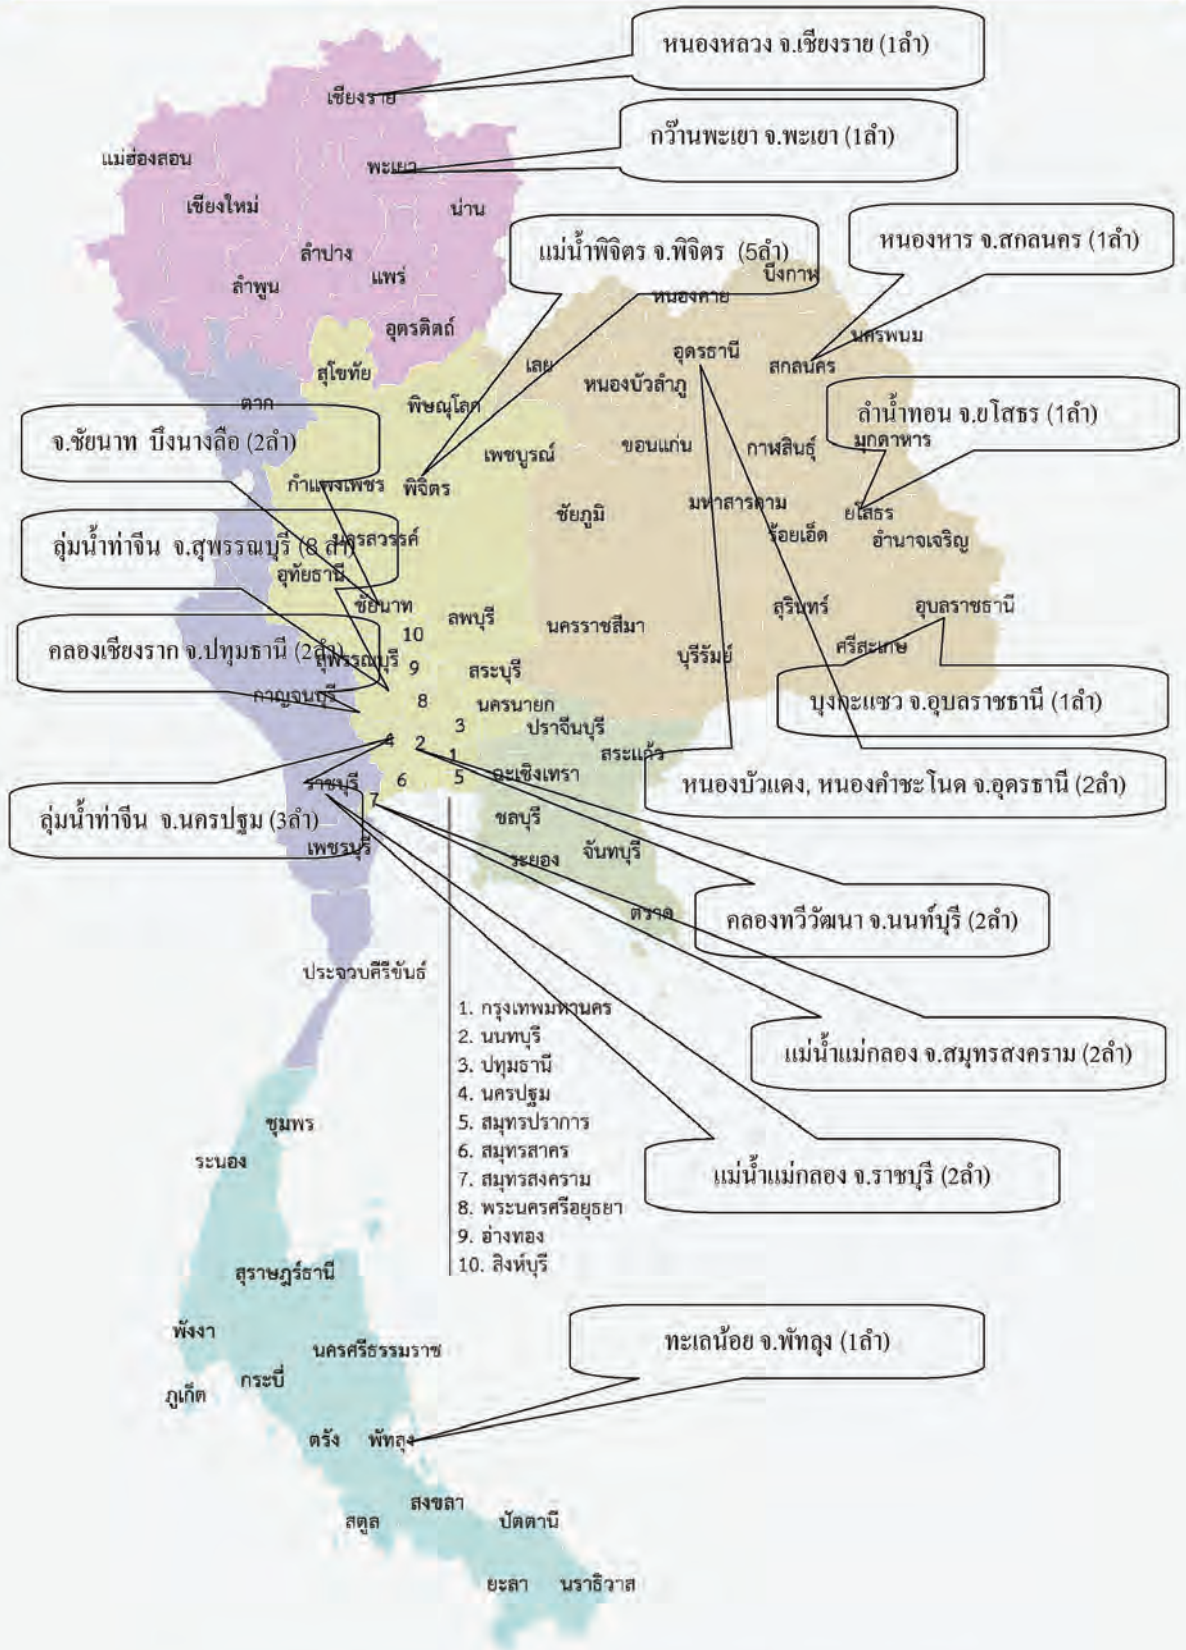 หนองหลวง จ.เชียงราย (1ลำ)
เชียงราย
กว๊านพะเยา จ.พะเยา (1ลำ)
แม่ฮ่องสอน
พะเยา
เชียงใหม่
น่าน
แม่น้ำพิจิตร จ.พิจิตร (5ลำ)
หนองหาร จ.สกลนคร (1ลำ)
ลำปาง
แพร่
ลำพูน
บึงกาฬ
หนองคาย
อุตรดิตถ์
นครพนม
อุดรธานี
เลย
สกลนคร
สุโขทัย
หนองบัวลำภู
ตาก
พิษณุโลก
ลำน้ำทอน จ.ยโสธร (1ลำ)
จ.ชัยนาท บึงนางลือ (2ลำ)
ขอนแก่น
กาฬสินธุ์
มุกดาหาร
เพชบูรณ์
กำแพงเพชร
พิจิตร
มหาสารคาม
ชัยภูมิ
ยโสธร
ร้อยเอ็ด
อำนาจเจริญ
นครสวรรค์
ลุ่มน้ำท่าจีน จ.สุพรรณบุรี (8 ลำ)
อุทัยธานี
ชัยนาท
ลพบุรี
สุรินทร์
อุบลราชธานี
10
นครราชสีมา
ศรีสะเกษ
คลองเชียงราก จ.ปทุมธานี (2ลำ)
สุพรรณบุรี
9
สระบุรี
บุรีรัมย์
กาญจนบุรี
8
นครนายก
บุงกะแซว จ.อุบลราชธานี (1ลำ)
3
ปราจีนบุรี
4
2
1
สระแก้ว
ราชบุรี
6
5
ฉะเชิงเทรา
หนองบัวแดง, หนองคำชะโนด จ.อุดรธานี (2ลำ)
7
ลุ่มน้ำท่าจีน จ.นครปฐม (3ลำ)
ชลบุรี
เพชรบุรี
ระยอง
จันทบุรี
ตราด
คลองทวีวัฒนา จ.นนท์บุรี (2ลำ)
ประจวบคีรีขันธ์
1. กรุงเทพมหานคร
2. นนทบุรี
3. ปทุมธานี
4. นครปฐม
5. สมุทรปราการ
6. สมุทรสาคร
7. สมุทรสงคราม
8. พระนครศรีอยุธยา
9. อ่างทอง
10. สิงห์บุรี
แม่น้ำแม่กลอง จ.สมุทรสงคราม (2ลำ)
แม่น้ำแม่กลอง จ.ราชบุรี (2ลำ)
ชุมพร
ระนอง
สุราษฎร์ธานี
พังงา
นครศรีธรรมราช
ทะเลน้อย จ.พัทลุง (1ลำ)
กระบี่
ภูเก็ต
ตรัง
พัทลุง
สงขลา
สตูล
ปัตตานี
ยะลา
นราธิวาส